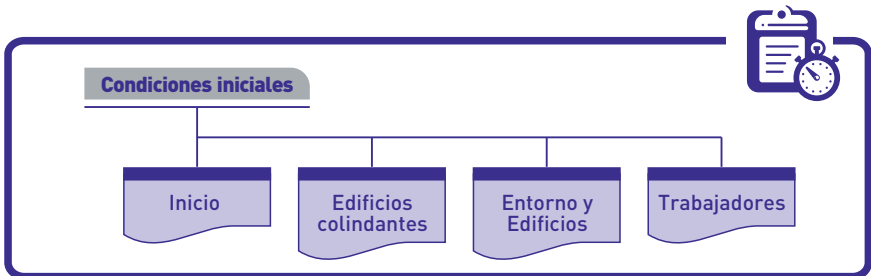 Condiciones iniciales
Inicio
Edificios
colindantes
Entorno y
Edificios
Trabajadores